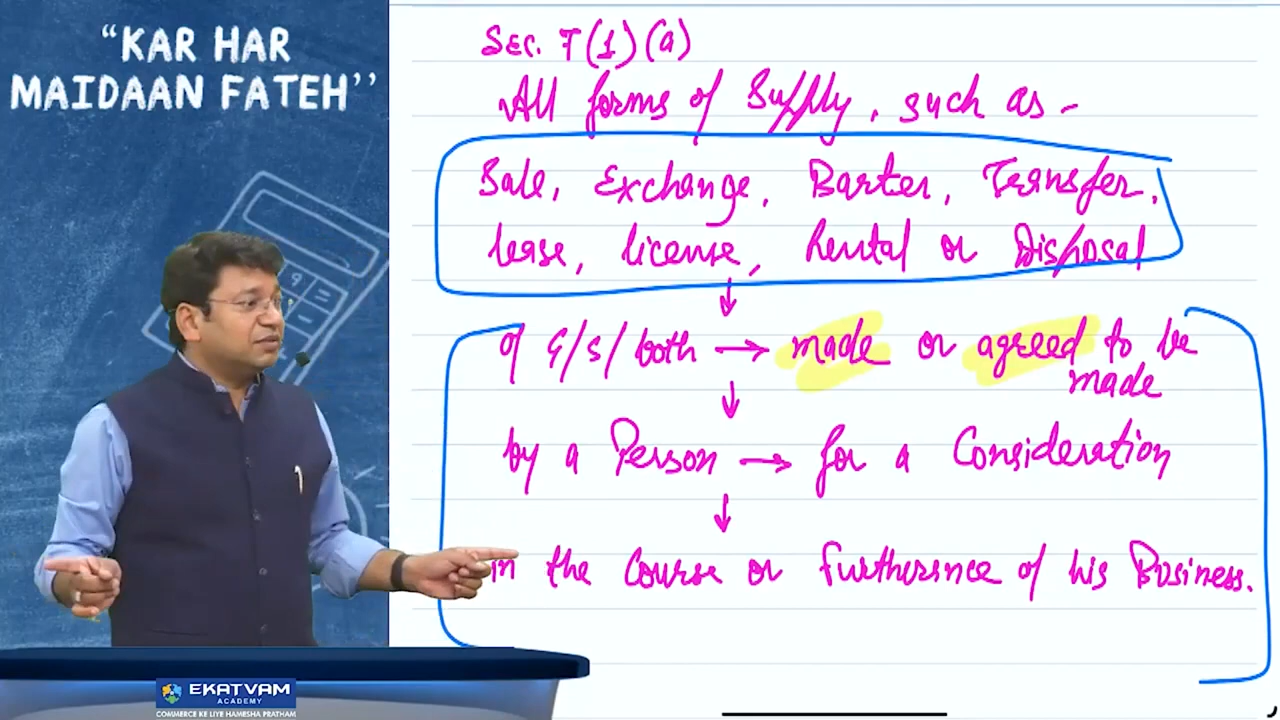 “KAR HAR
MAIDAAN FATEH’’
Sec. 7(1)(a)
All forms of Supply, such as -
Sale, Exchange, Barter, Transfer,
lease, license, Rental or Disposal
of G/S/both → made or agreed to be
made
by a Person → for a Consideration
in the Course or furtherence of his Business.
EKATVAM
ACADEMY
COMMERCE KE LIYE HAMESHA PRATHAM